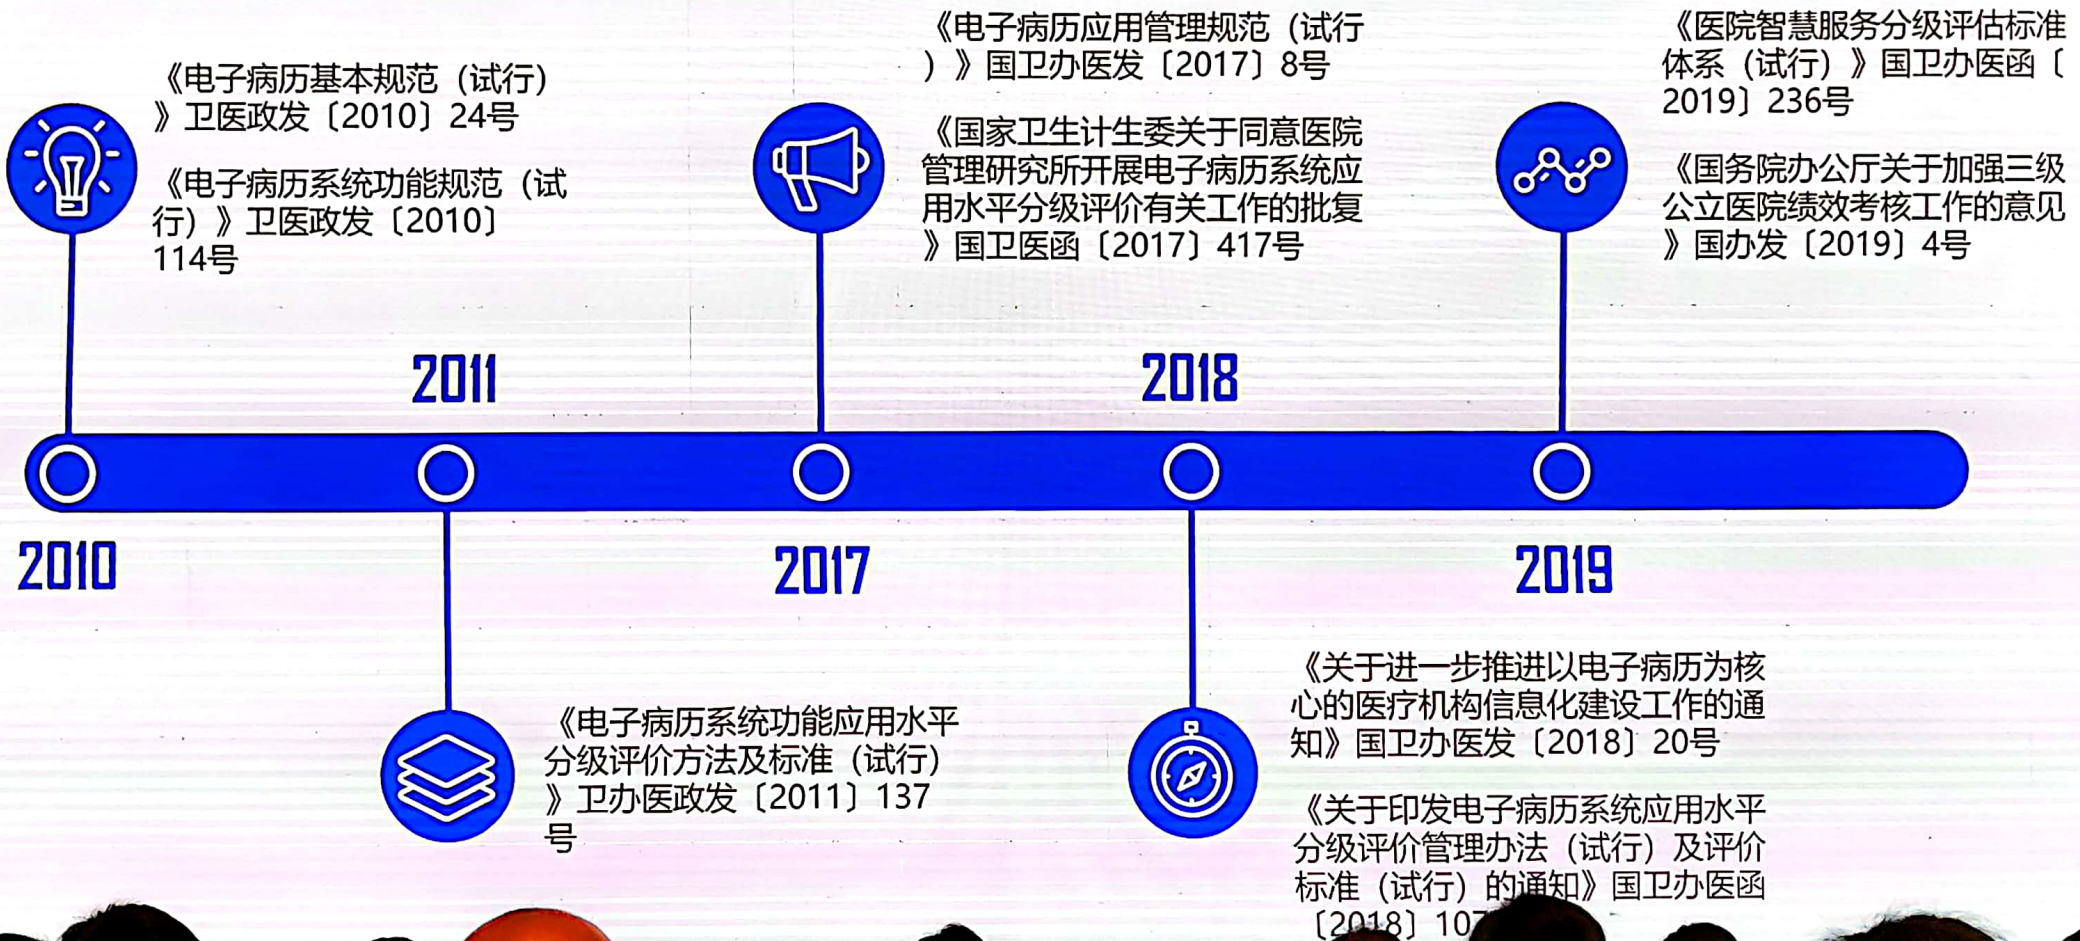 《电子病历基本规范（试行）
》卫医政发〔2010〕24号
《电子病历系统功能规范（试
行）》卫医政发〔2010〕
114号
2010
2011
《电子病历系统功能应用水平
分级评价方法及标准（试行）
》卫办医政发〔2011〕137
号
《电子病历应用管理规范（试行
）》国卫办医发〔2017〕8号
《国家卫生计生委关于同意医院
管理研究所开展电子病历系统应
用水平分级评价有关工作的批复
》国卫医函〔2017〕417号
2017
2018
《关于进一步推进以电子病历为核
心的医疗机构信息化建设工作的通
知》国卫办医发〔2018〕20号
《关于印发电子病历系统应用水平
分级评价管理办法（试行）及评价
标准（试行）的通知》国卫办医函
〔2018〕107
《医院智慧服务分级评估标准
体系（试行）》国卫办医函〔
2019〕236号
《国务院办公厅关于加强三级
公立医院绩效考核工作的意见
》国办发〔2019〕4号
2019